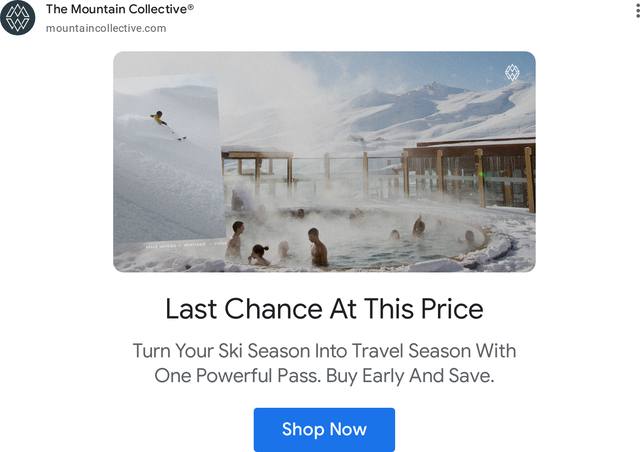 The Mountain Collective®
mountaincollective.com
Last Chance At This Price
Turn Your Ski Season Into Travel Season With
One Powerful Pass. Buy Early And Save.
Shop Now